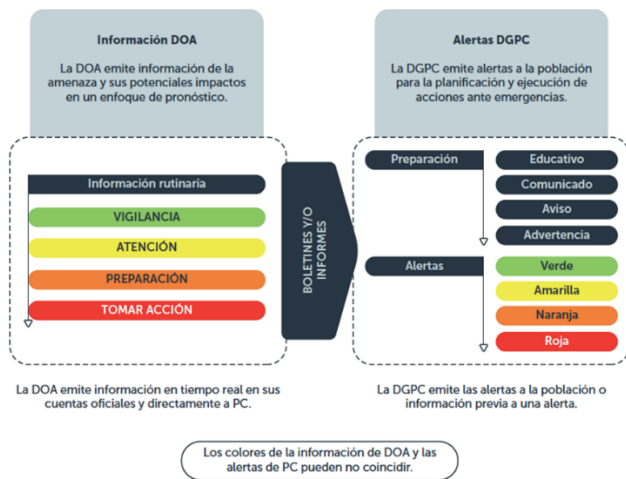 Información DOA
La DOA emite información de la
amenaza y sus potenciales impactos
en un enfoque de pronóstico.
Información rutinaria
VIGILANCIA
ATENCIÓN
PREPARACIÓN
TOMAR ACCIÓN
La DOA emite información en tiempo real en sus
cuentas oficiales y directamente a PC.
BOLETINES Y/O
INFORMES
Alertas DGPC
La DGPC emite alertas a la población
para la planificación y ejecución de
acciones ante emergencias.
Preparación
Educativo
Comunicado
Aviso
Advertencia
Alertas
Verde
Amarilla
Naranja
Roja
La DGPC emite las alertas a la población o
información previa a una alerta.
Los colores de la información de DOA y las
alertas de PC pueden no coincidir.